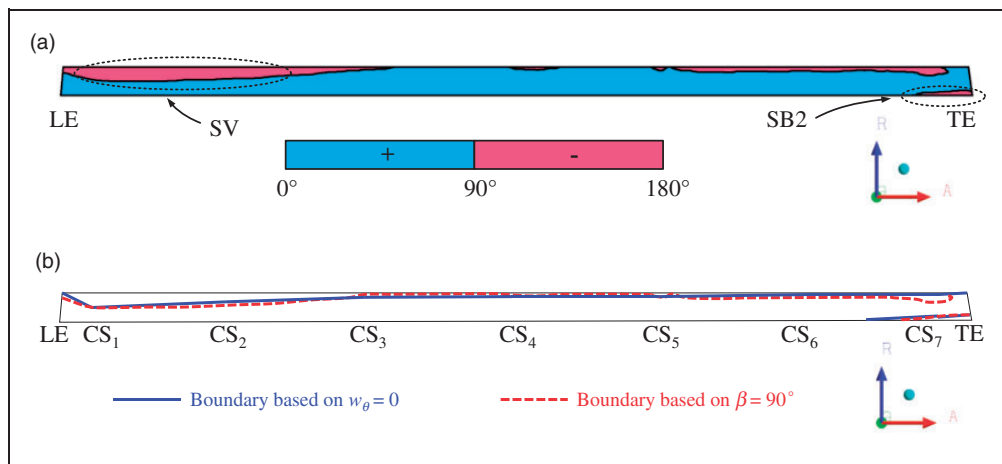 (a)
LE
SV
SB2
TE
+
-
0°
90°
180°
R
A
(b)
LE
CS₁
CS₂
CS₃
CS₄
CS₅
CS₆
CS₇
TE
Boundary based on w_θ = 0
Boundary based on β = 90°
R
A